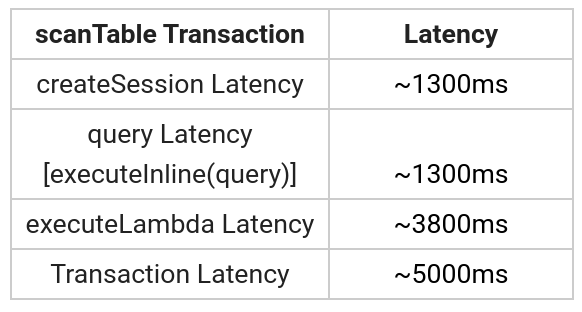 scanTable Transaction Latency
createSession Latency ~1300ms
query Latency
[executeInline(query)] ~1300ms
executeLambda Latency ~3800ms
Transaction Latency ~5000ms